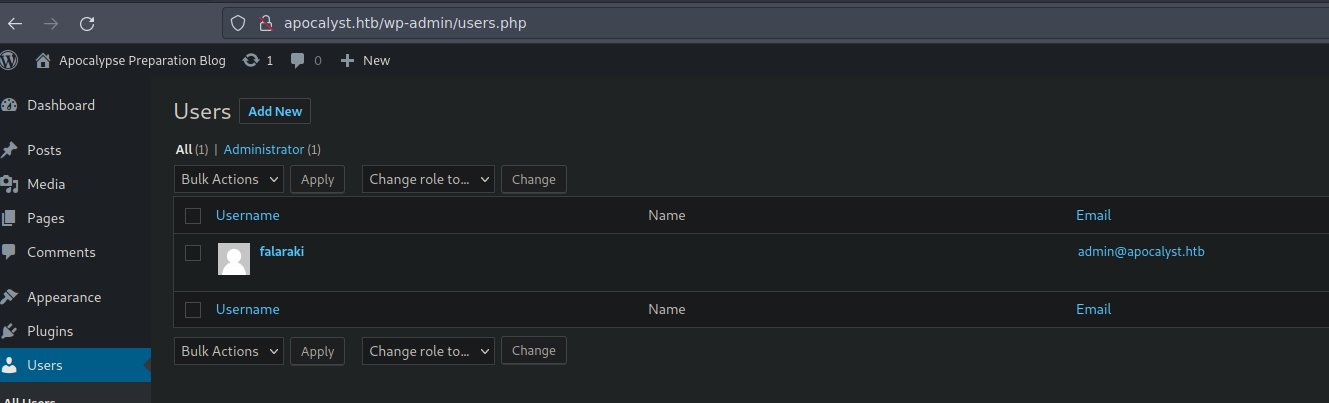 apocalyst.htb/wp-admin/users.php
Apocalypse Preparation Blog 1 0 New
Dashboard
Posts
Media
Pages
Comments
Appearance
Plugins
Users
All Users
Users Add New
All (1) | Administrator (1)
Bulk Actions Apply Change role to... Change
Username Name Email
falaraki admin@apocalyst.htb
Username Name Email
Bulk Actions Apply Change role to... Change